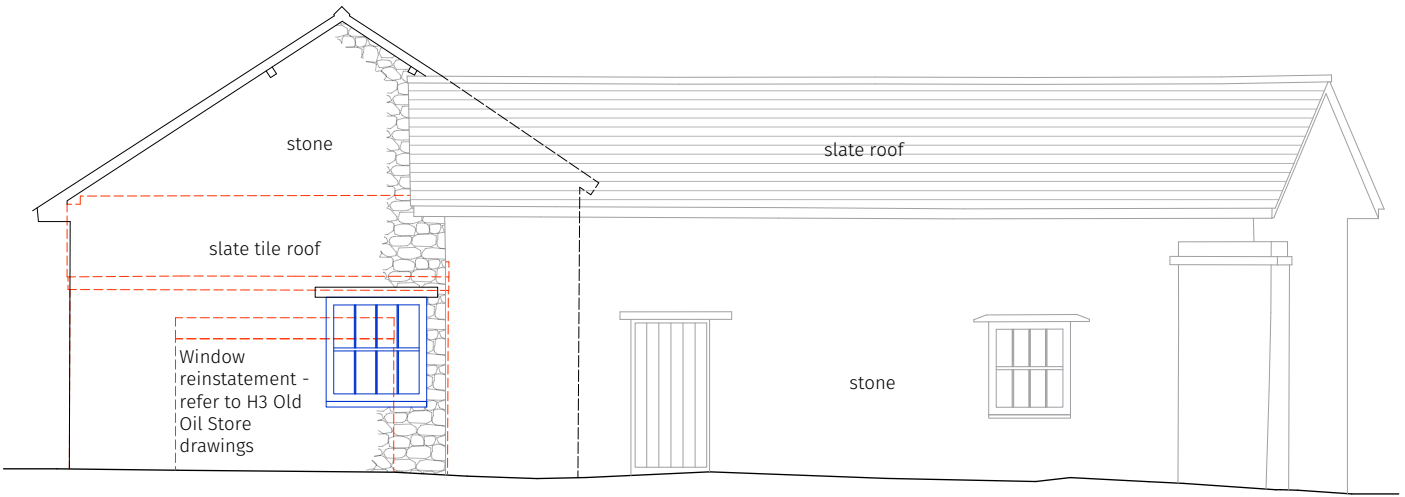 stone
slate roof
slate tile roof
Window
reinstatement -
refer to H3 Old
Oil Store
drawings
stone